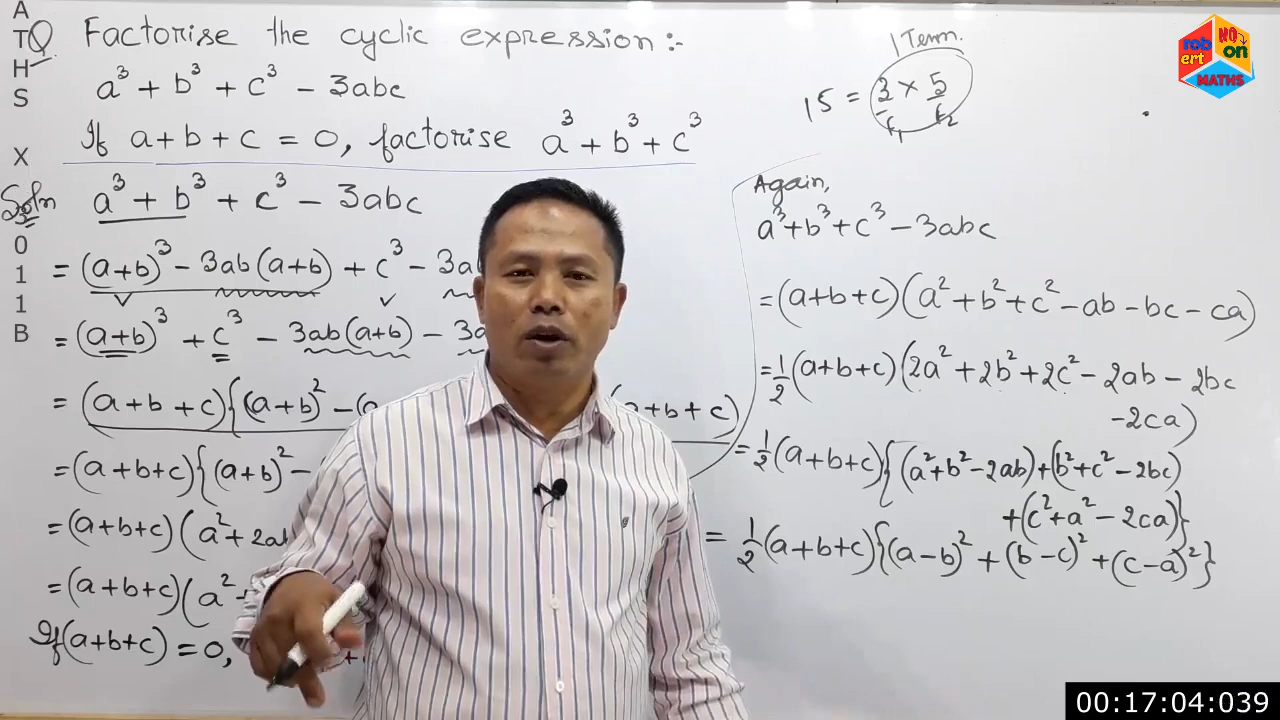 MATHS X 2011B
Q Factorise the cyclic expression :-
a³ + b³ + c³ - 3abc
If a+b+c = 0, factorise a³ + b³ + c³
Soln a³ + b³ + c³ - 3abc
= (a+b)³ - 3ab(a+b) + c³ - 3a
= (a+b)³ + c³ - 3ab(a+b) - 3a
= (a+b+c){(a+b)² - (a a+b+c)
= (a+b+c){(a+b)² -
= (a+b+c)(a² + 2ab
= (a+b+c)(a² +
If (a+b+c) = 0,
1 Term.
15 = 3 × 5
f₁ f₂
Again,
a³+b³+c³ - 3abc
= (a+b+c)(a²+b²+c² - ab - bc - ca)
= 1/2 (a+b+c)(2a² + 2b² + 2c² - 2ab - 2bc
- 2ca)
= 1/2 (a+b+c){(a²+b²-2ab)+(b²+c²-2bc)
+(c²+a²-2ca)}
= 1/2 (a+b+c){(a-b)² + (b-c)² + (c-a)²}
rob NO
ert on
MATHS
00:17:04:039